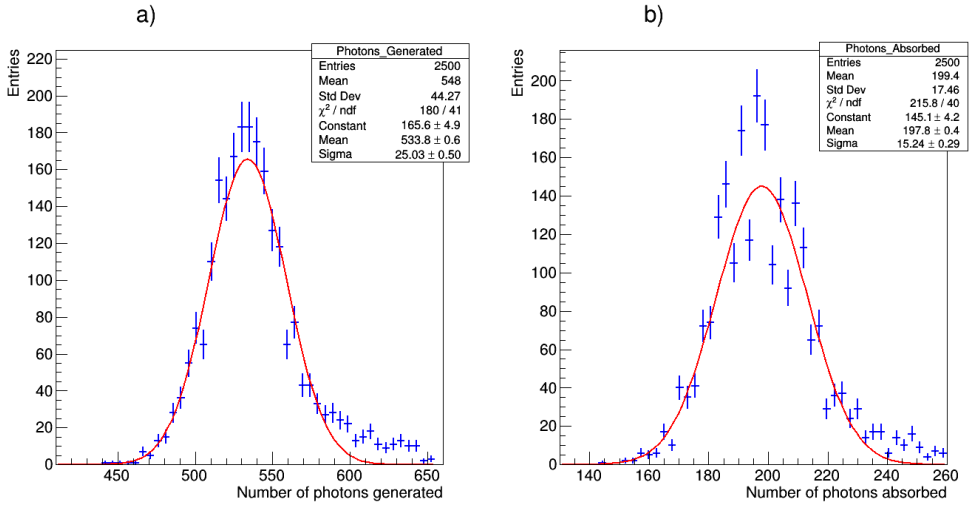 a)
Entries
220
200
180
160
140
120
100
80
60
40
20
0
450 500 550 600 650
Number of photons generated
Photons_Generated
Entries 2500
Mean 548
Std Dev 44.27
χ² / ndf 180 / 41
Constant 165.6 ± 4.9
Mean 533.8 ± 0.6
Sigma 25.03 ± 0.50
b)
Entries
200
180
160
140
120
100
80
60
40
20
0
140 160 180 200 220 240 260
Number of photons absorbed
Photons_Absorbed
Entries 2500
Mean 199.4
Std Dev 17.46
χ² / ndf 215.8 / 40
Constant 145.1 ± 4.2
Mean 197.8 ± 0.4
Sigma 15.24 ± 0.29